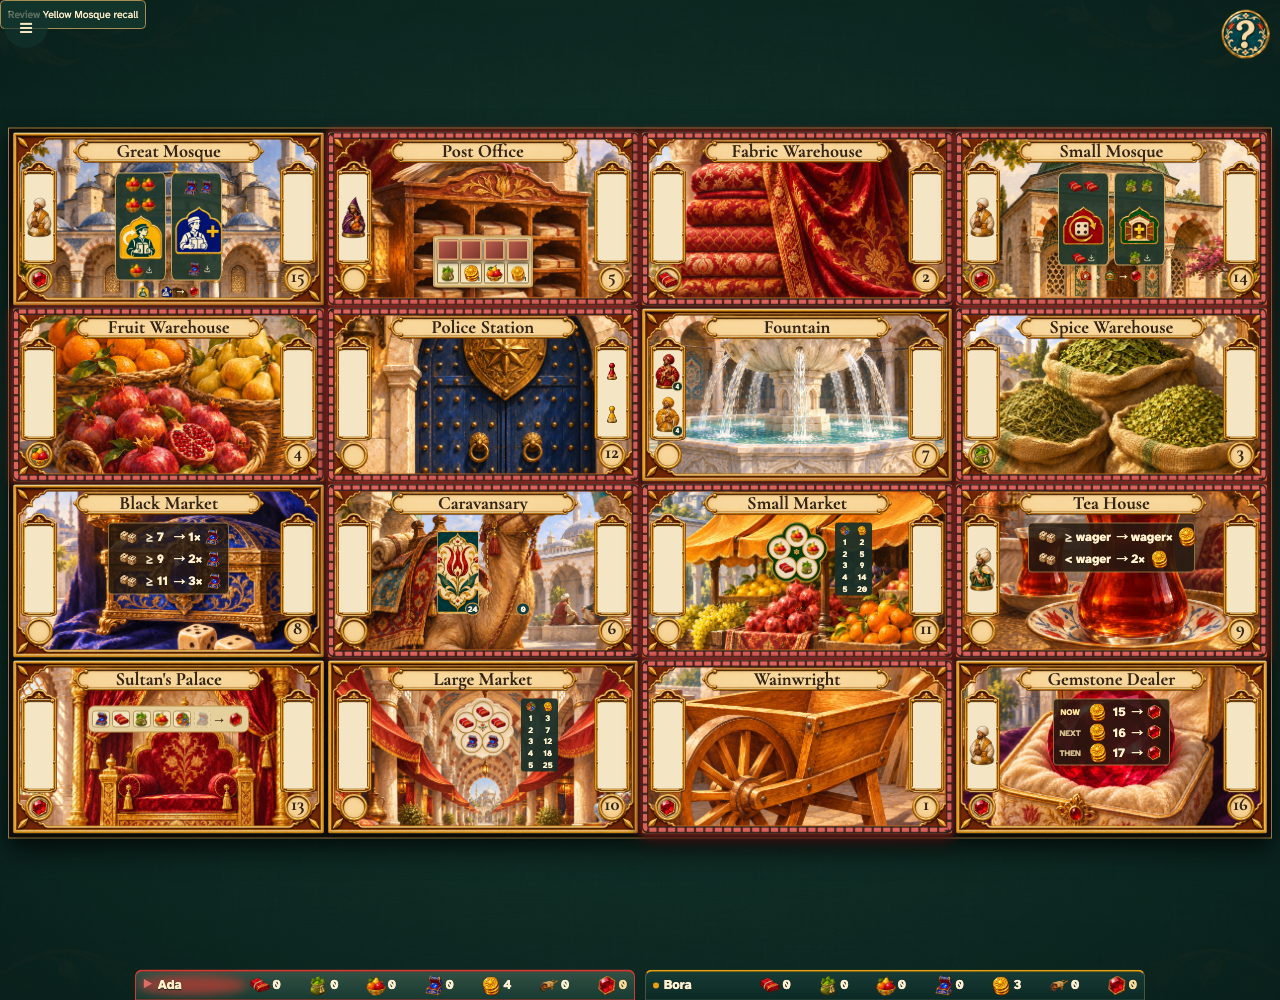 Review Yellow Mosque recall
?
Great Mosque
15
Post Office
5
Fabric Warehouse
2
Small Mosque
14
Fruit Warehouse
4
Police Station
12
Fountain
4
4
7
Spice Warehouse
3
Black Market
≥ 7 → 1×
≥ 9 → 2×
≥ 11 → 3×
8
Caravansary
24
0
6
Small Market
1 2
2 5
3 9
4 14
5 20
11
Tea House
≥ wager → wager×
< wager → 2×
9
Sultan's Palace
→
13
Large Market
1 3
2 7
3 12
4 18
5 25
10
Wainwright
1
Gemstone Dealer
NOW 15 →
NEXT 16 →
THEN 17 →
16
Ada 0 0 0 0 4 0 0
Bora 0 0 0 0 3 0 0